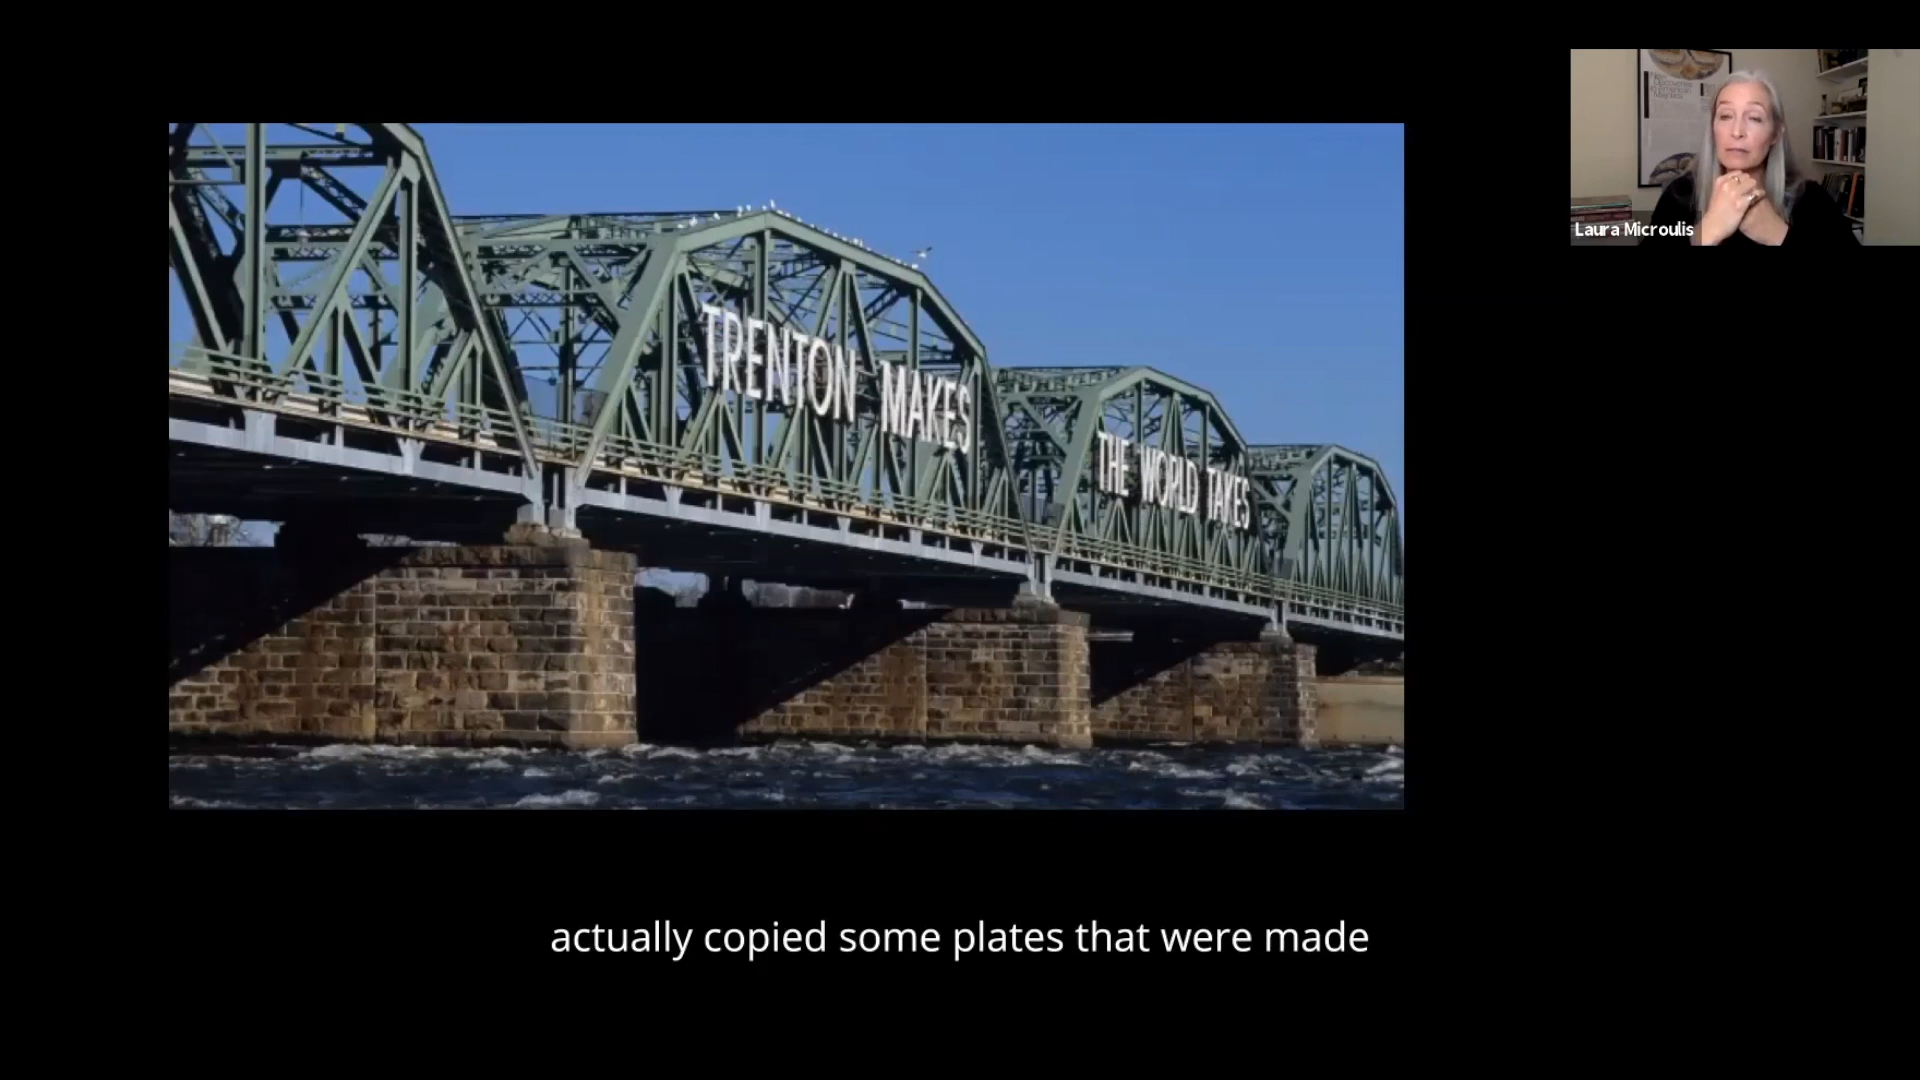 TRENTON MAKES
THE WORLD TAKES
Laura Microulis
actually copied some plates that were made